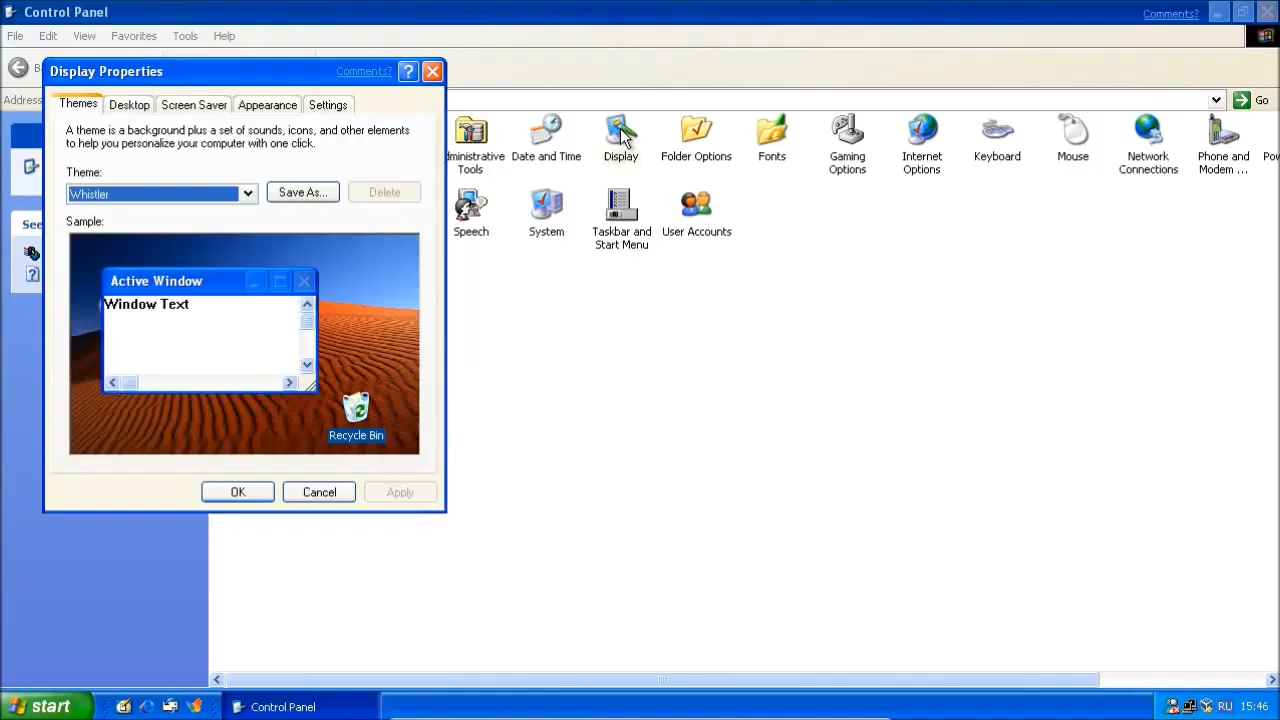 Control Panel
Comments?
File Edit View Favorites Tools Help
Address
Go
Display Properties
Comments?
Themes Desktop Screen Saver Appearance Settings
A theme is a background plus a set of sounds, icons, and other elements
to help you personalize your computer with one click.
Theme:
Whistler
Save As...
Delete
Sample:
Active Window
Window Text
Recycle Bin
OK Cancel Apply
See
ministrative
Tools
Date and Time
Display
Folder Options
Fonts
Gaming
Options
Internet
Options
Keyboard
Mouse
Network
Connections
Phone and
Modem ...
Speech
System
Taskbar and
Start Menu
User Accounts
start
Control Panel
RU 15:46